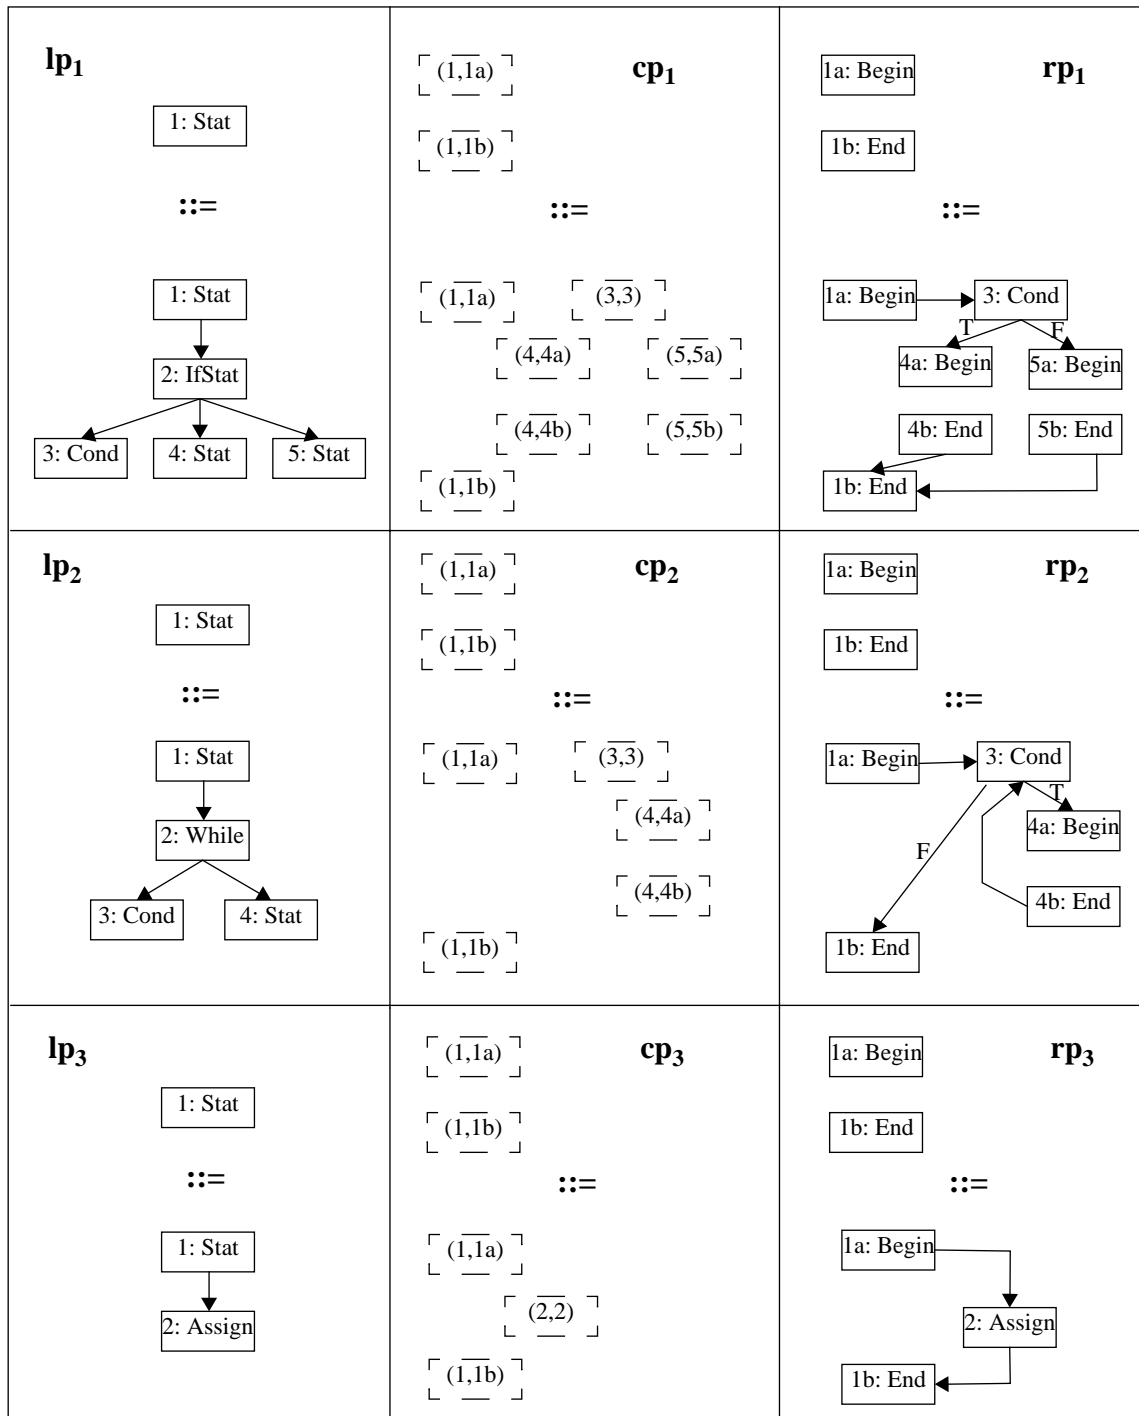 lp1 cp1 rp1
(1,1a) 1a: Begin
1: Stat
(1,1b) 1b: End
::= ::= ::=
1: Stat (1,1a) (3,3) 1a: Begin 3: Cond
T F
2: IfStat (4,4a) (5,5a) 4a: Begin 5a: Begin
3: Cond 4: Stat 5: Stat (4,4b) (5,5b) 4b: End 5b: End
(1,1b) 1b: End
lp2 cp2 rp2
(1,1a) 1a: Begin
1: Stat (1,1b) 1b: End
::= ::= ::=
1: Stat (1,1a) (3,3) 1a: Begin 3: Cond
T
2: While (4,4a) 4a: Begin
F
3: Cond 4: Stat (4,4b) 4b: End
(1,1b) 1b: End
lp3 cp3 rp3
(1,1a) 1a: Begin
1: Stat (1,1b) 1b: End
::= ::= ::=
1: Stat (1,1a) 1a: Begin
2: Assign (2,2) 2: Assign
(1,1b) 1b: End